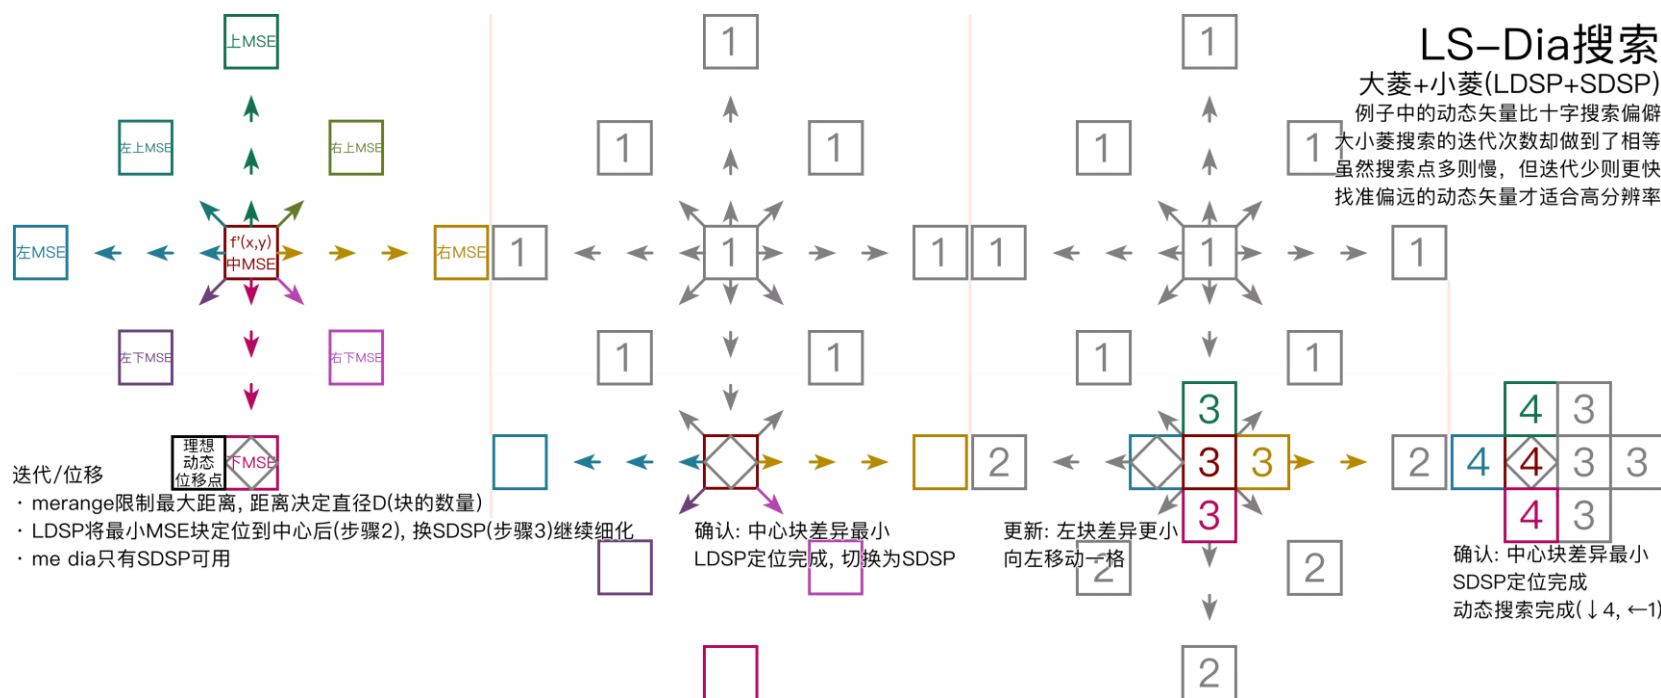 LS-Dia搜索
大菱+小菱(LDSP+SDSP)
例子中的动态矢量比十字搜索偏僻
大小菱搜索的迭代次数却做到了相等
虽然搜索点多则慢，但迭代少则更快
找准偏远的动态矢量才适合高分辨率
上MSE
左上MSE
右上MSE
左MSE
f'(x,y)
中MSE
右MSE
左下MSE
右下MSE
理想
动态
位移点
下MSE
迭代/位移
· merange限制最大距离, 距离决定直径D(块的数量)
· LDSP将最小MSE块定位到中心后(步骤2), 换SDSP(步骤3)继续细化
· me dia只有SDSP可用
1
1
1
1
1
1
1
1
确认: 中心块差异最小
LDSP定位完成, 切换为SDSP
1
1
1
1
1
1
1
1
3
2
3
3
2
3
更新: 左块差异更小
向左移动一格
2
2
2
4
3
4
4
3
3
4
3
确认: 中心块差异最小
SDSP定位完成
动态搜索完成(↓4, ←1)